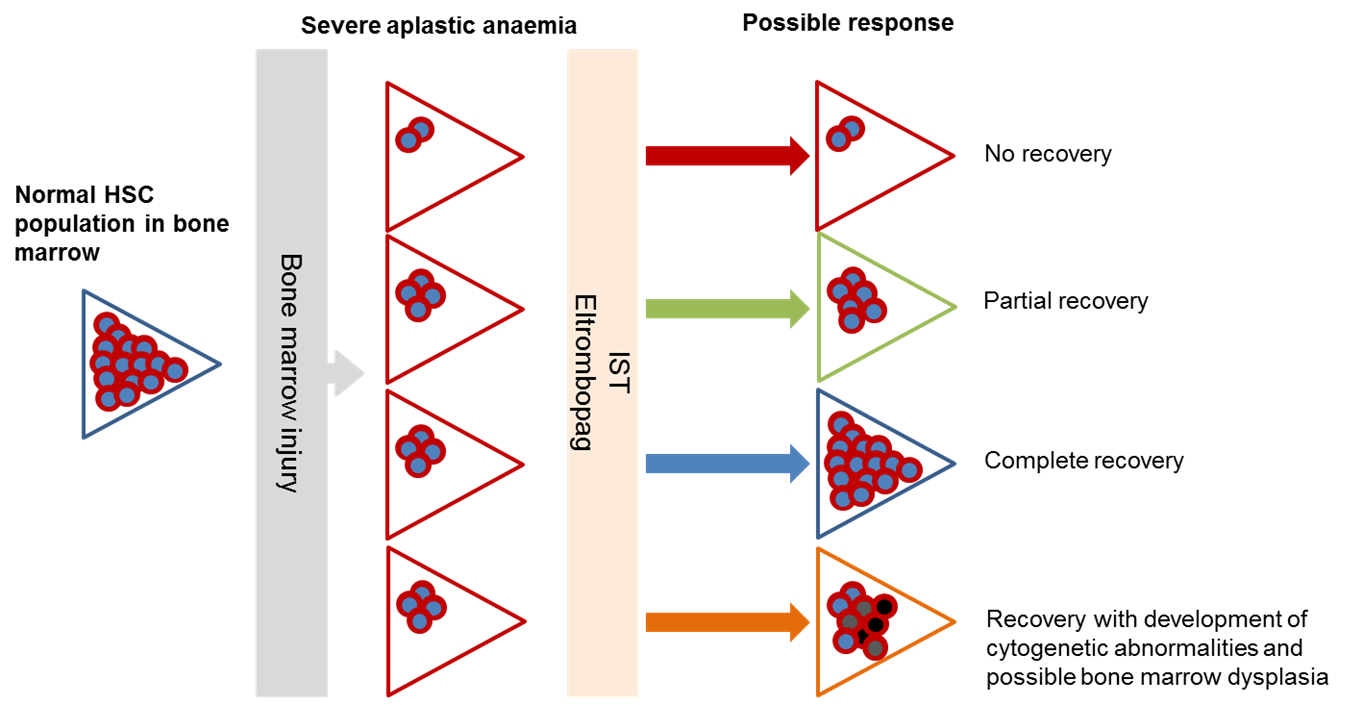 Severe aplastic anaemia
Possible response
Normal HSC
population in bone
marrow
Bone marrow injury
IST
Eltrombopag
No recovery
Partial recovery
Complete recovery
Recovery with development of
cytogenetic abnormalities and
possible bone marrow dysplasia